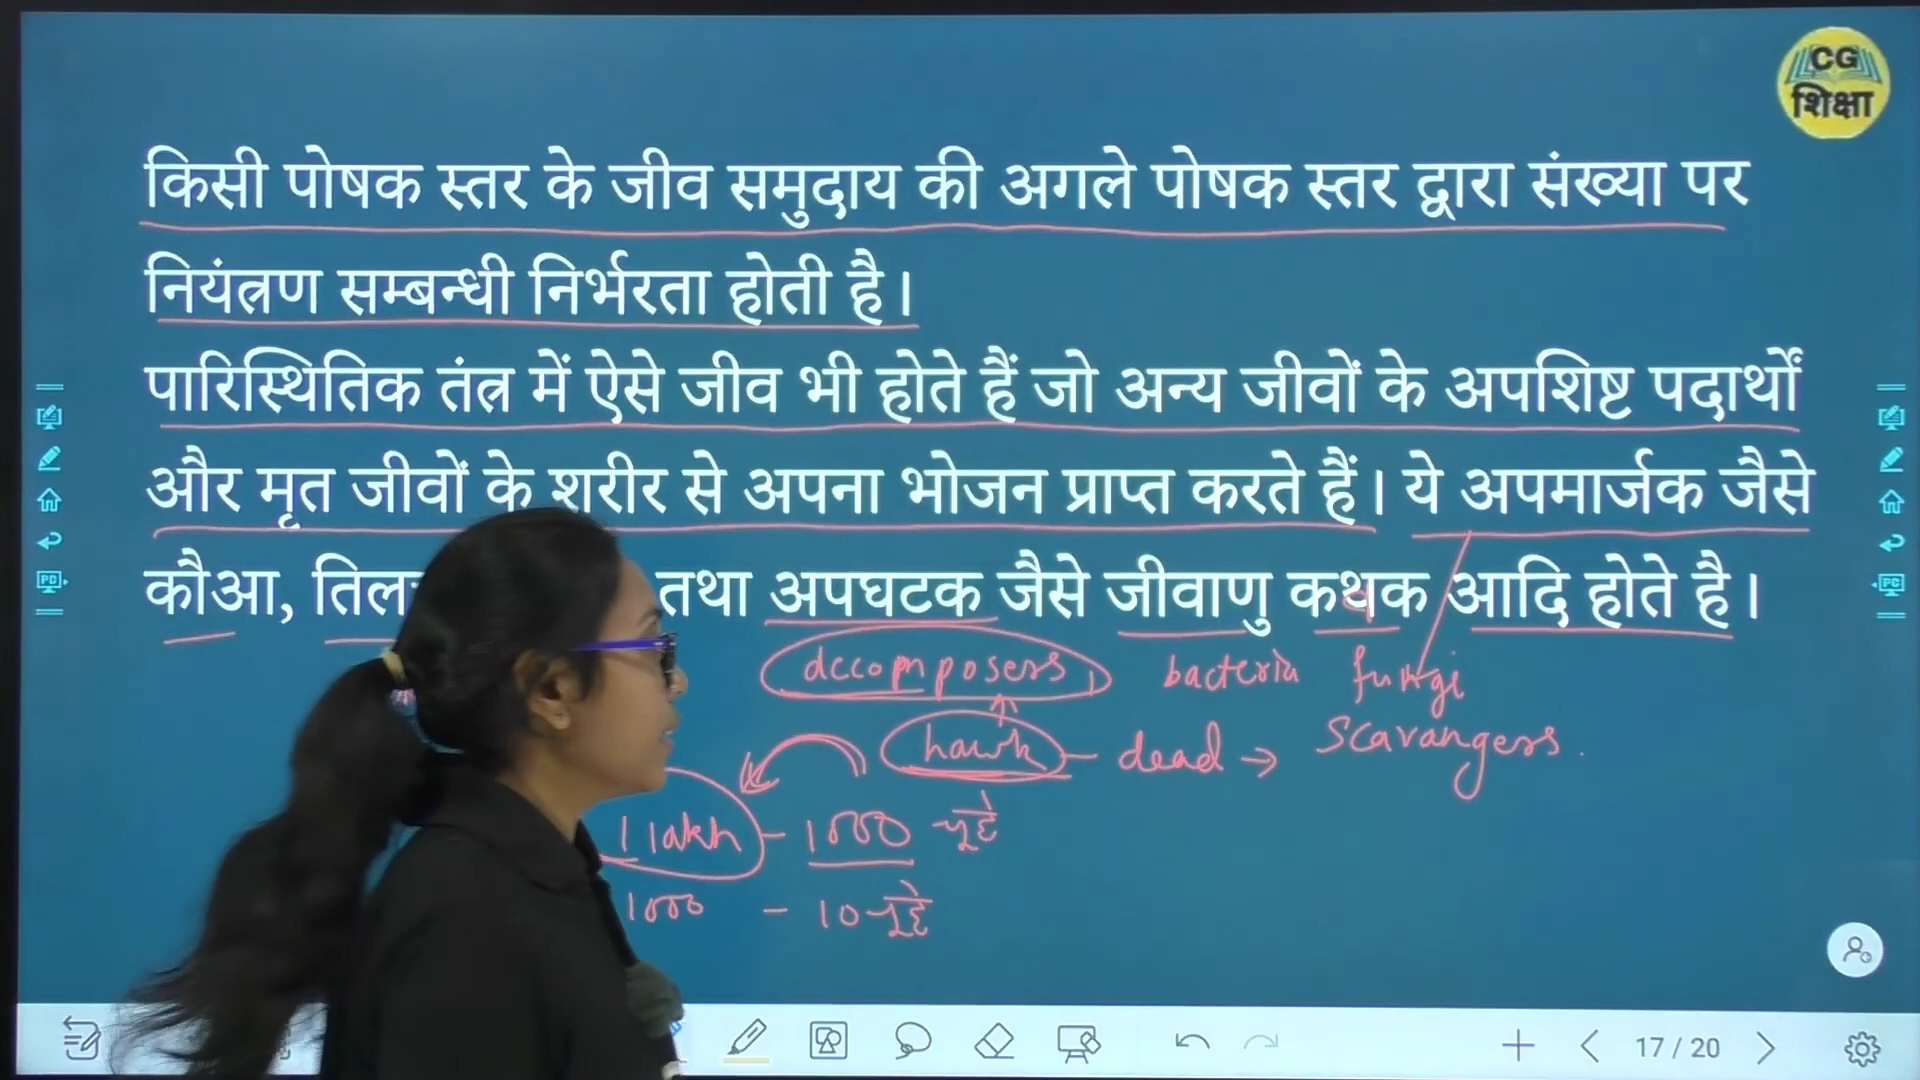 CG
शिक्षा
किसी पोषक स्तर के जीव समुदाय की अगले पोषक स्तर द्वारा संख्या पर
नियंत्रण सम्बन्धी निर्भरता होती है।
पारिस्थितिक तंत्र में ऐसे जीव भी होते हैं जो अन्य जीवों के अपशिष्ट पदार्थों
और मृत जीवों के शरीर से अपना भोजन प्राप्त करते हैं। ये अपमार्जक जैसे
कौआ, तथा अपघटक जैसे जीवाणु कथक आदि होते है।
decomposers bacteria fungi
hawk - dead → Scavangers.
1 lakh - 1000 चूहे
1000 - 10 चूहे
17 / 20